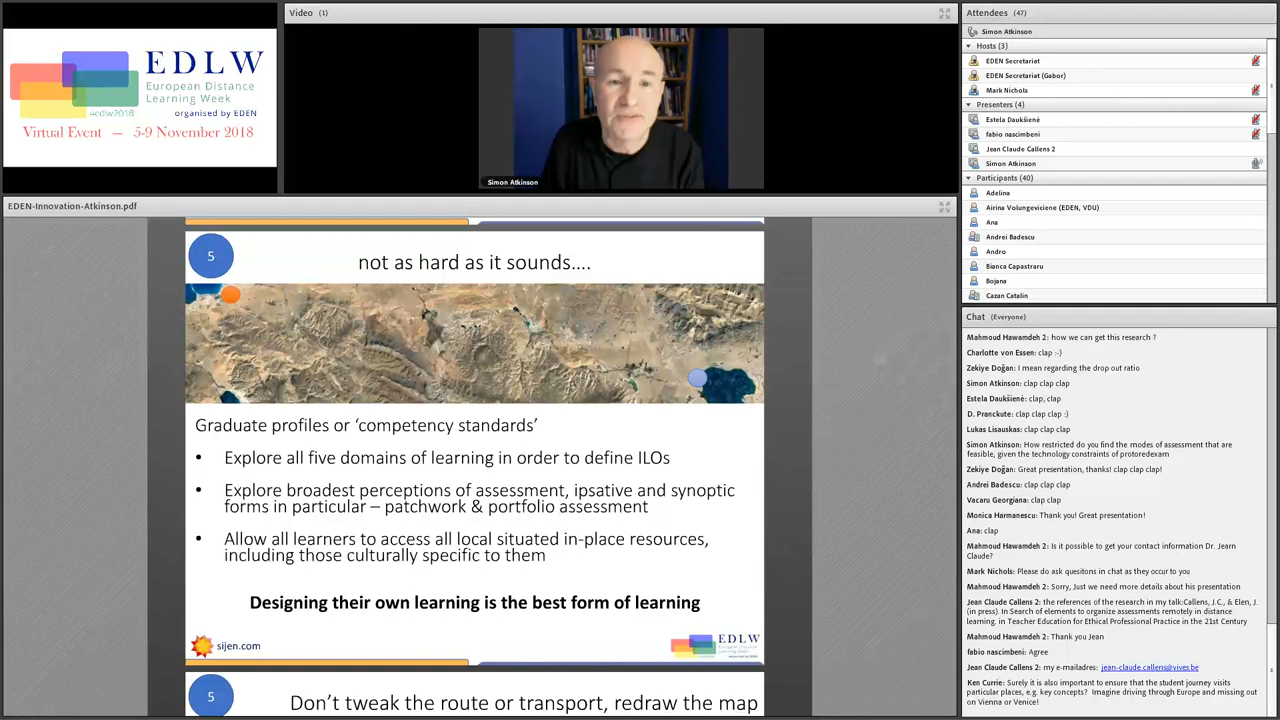 EDLW
European Distance
Learning Week
#edlw2018
organised by EDEN
Virtual Event — 5-9 November 2018
Video (1)
Simon Atkinson
EDEN-Innovation-Atkinson.pdf
5
not as hard as it sounds....
Graduate profiles or ‘competency standards’
• Explore all five domains of learning in order to define ILOs
• Explore broadest perceptions of assessment, ipsative and synoptic
forms in particular – patchwork & portfolio assessment
• Allow all learners to access all local situated in-place resources,
including those culturally specific to them
Designing their own learning is the best form of learning
sijen.com
EDLW
5
Don’t tweak the route or transport, redraw the map
Attendees (47)
Simon Atkinson
Hosts (3)
EDEN Secretariat
EDEN Secretariat (Gabor)
Mark Nichols
Presenters (4)
Estela Daukšienė
fabio nascimbeni
Jean Claude Callens 2
Simon Atkinson
Participants (40)
Adelina
Airina Volungeviciene (EDEN, VDU)
Ana
Andrei Badescu
Andro
Bianca Capastraru
Bojana
Cazan Catalin
Chat (Everyone)
Mahmoud Hawamdeh 2: how we can get this research ?
Charlotte von Essen: clap :-)
Zekiye Doğan: I mean regarding the drop out ratio
Simon Atkinson: clap clap clap
Estela Daukšienė: clap, clap
D. Pranckute: clap clap clap :)
Lukas Lisauskas: clap clap clap
Simon Atkinson: How restricted do you find the modes of assessment that are
feasible, given the technology constraints of protoredexam
Zekiye Doğan: Great presentation, thanks! clap clap clap!
Andrei Badescu: clap clap clap
Vacaru Georgiana: clap clap
Monica Harmanescu: Thank you! Great presentation!
Ana: clap
Mahmoud Hawamdeh 2: Is it possible to get your contact information Dr. Jearn
Claude?
Mark Nichols: Please do ask quesitons in chat as they occur to you
Mahmoud Hawamdeh 2: Sorry, Just we need more details about his presentation
Jean Claude Callens 2: the references of the research in my talk:Callens, J.C., & Elen, J.
(in press). In Search of elements to organize assessments remotely in distance
learning. in Teacher Education for Ethical Professional Practice in the 21st Century
Mahmoud Hawamdeh 2: Thank you Jean
fabio nascimbeni: Agree
Jean Claude Callens 2: my e-mailadres: jean-claude.callens@vives.be
Ken Currie: Surely it is also important to ensure that the student journey visits
particular places, e.g. key concepts? Imagine driving through Europe and missing out
on Vienna or Venice!